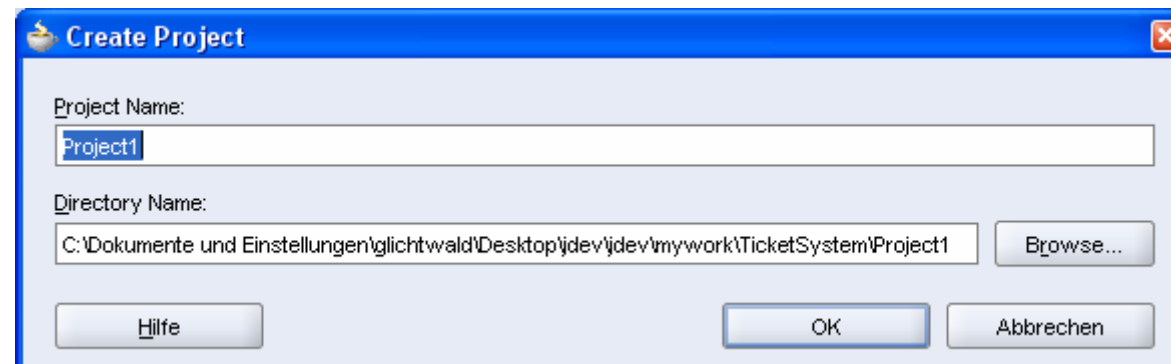 Create Project
Project Name:
Project1
Directory Name:
C:\Dokumente und Einstellungen\glichtwald\Desktop\jdev\jdev\mywork\TicketSystem\Project1 Browse...
Hilfe OK Abbrechen